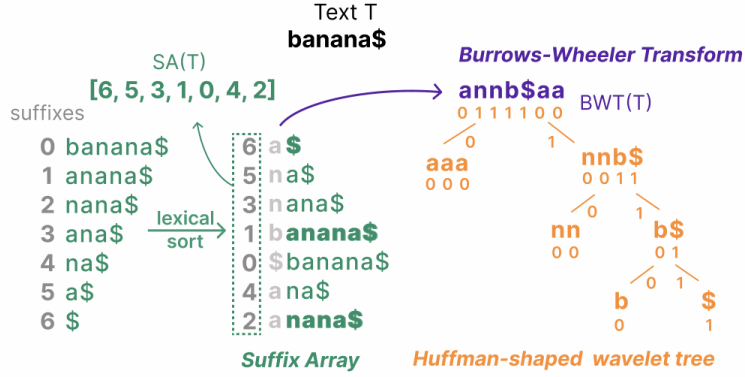 Text T
banana$
SA(T)
[6, 5, 3, 1, 0, 4, 2]
suffixes
0 banana$
1 anana$
2 nana$
3 ana$
4 na$
5 a$
6 $
lexical
sort
6 a $
5 n a$
3 n ana$
1 b anana$
0 $ banana$
4 a na$
2 a nana$
Suffix Array
Burrows-Wheeler Transform
annb$aa
BWT(T)
0 1 1 1 1 0 0
0 1
aaa
0 0 0
nnb$
0 0 1 1
0 1
nn
0 0
b$
0 1
0 1
b
0
$
1
Huffman-shaped wavelet tree